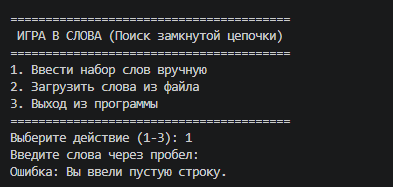 ========================================
ИГРА В СЛОВА (Поиск замкнутой цепочки)
========================================
1. Ввести набор слов вручную
2. Загрузить слова из файла
3. Выход из программы
========================================
Выберите действие (1-3): 1
Введите слова через пробел:
Ошибка: Вы ввели пустую строку.